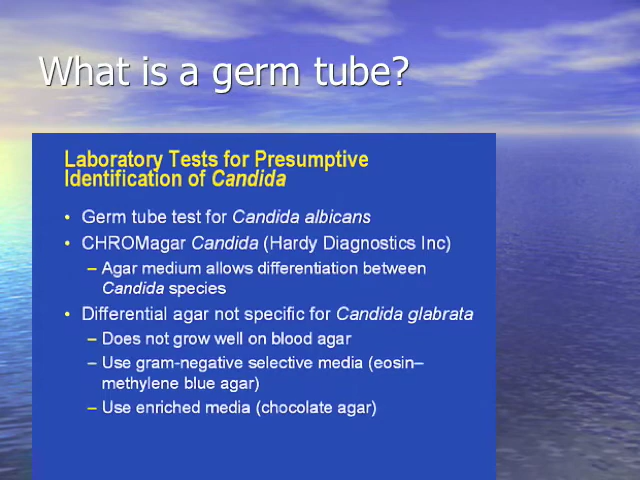 What is a germ tube?
Laboratory Tests for Presumptive
Identification of Candida
• Germ tube test for Candida albicans
• CHROMagar Candida (Hardy Diagnostics Inc)
– Agar medium allows differentiation between
Candida species
• Differential agar not specific for Candida glabrata
– Does not grow well on blood agar
– Use gram-negative selective media (eosin–
methylene blue agar)
– Use enriched media (chocolate agar)